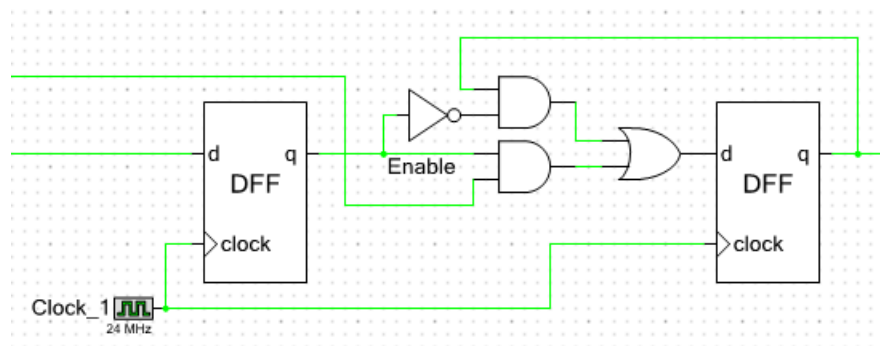 d q
DFF
clock
Enable
d q
DFF
clock
Clock_1
24 MHz